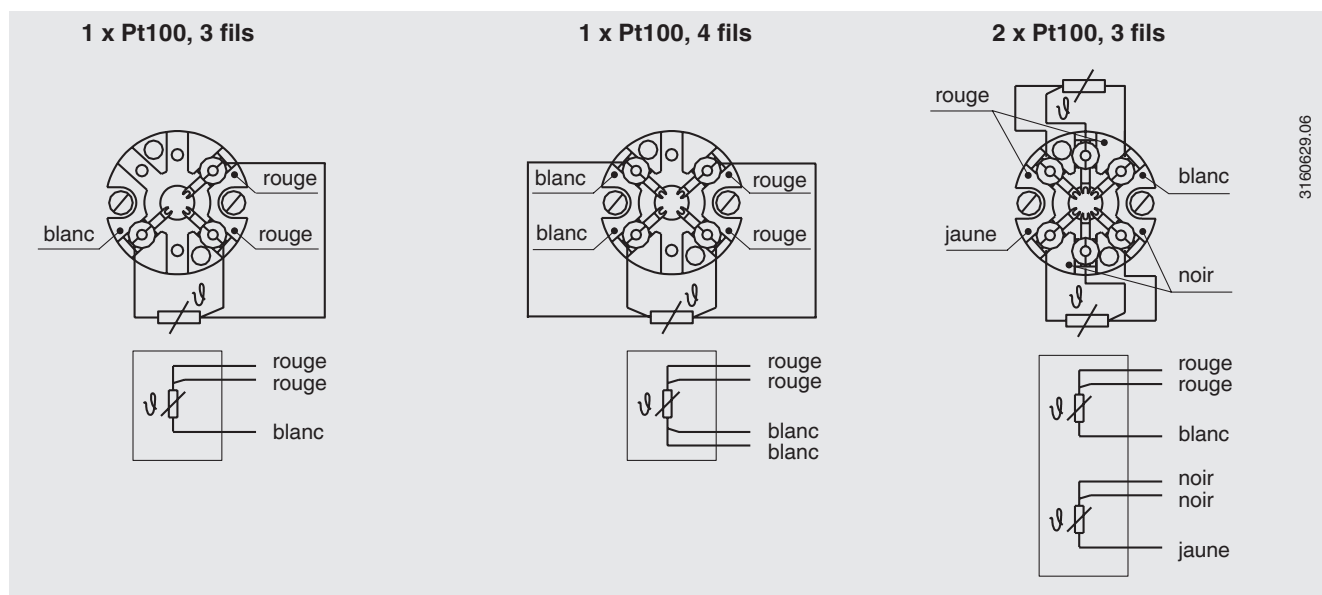 1 x Pt100, 3 fils
rouge
blanc
rouge
ϑ
rouge
rouge
ϑ
blanc
1 x Pt100, 4 fils
blanc
rouge
blanc
rouge
ϑ
rouge
rouge
ϑ
blanc
blanc
2 x Pt100, 3 fils
rouge
ϑ
blanc
jaune
noir
ϑ
rouge
rouge
ϑ
blanc
noir
noir
ϑ
jaune
3160629.06